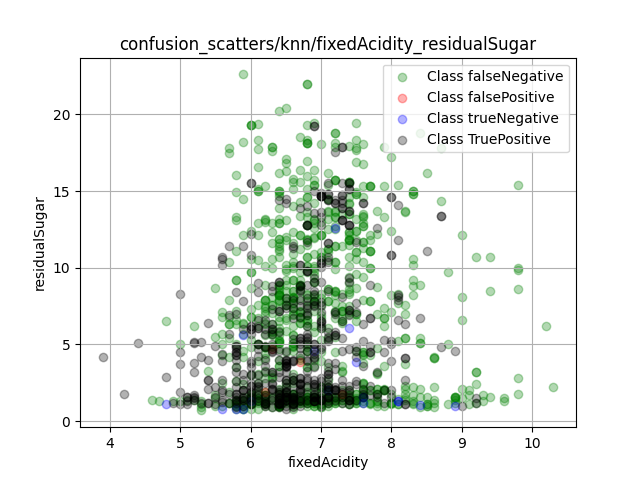 confusion_scatters/knn/fixedAcidity_residualSugar
Class falseNegative
Class falsePositive
Class trueNegative
Class TruePositive
20
15
10
5
0
residualSugar
4 5 6 7 8 9 10
fixedAcidity